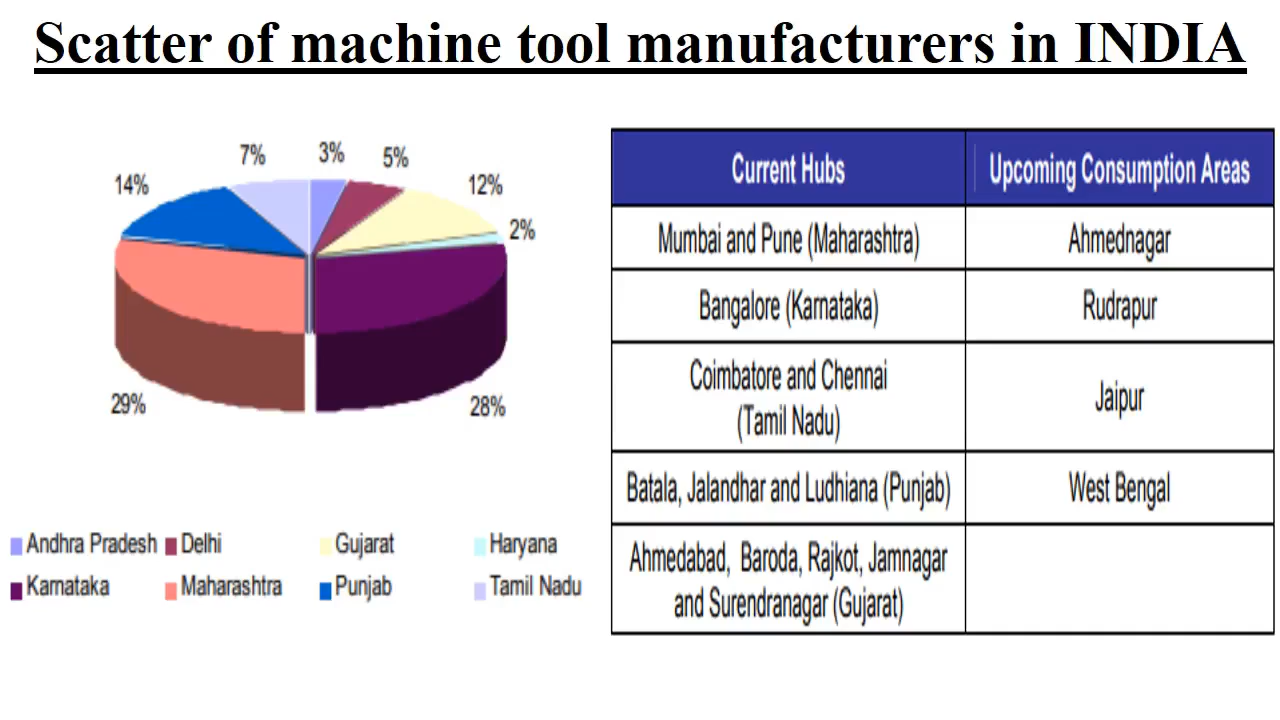 Scatter of machine tool manufacturers in INDIA
7%
3%
5%
14%
12%
2%
29%
28%
Andhra Pradesh
Delhi
Gujarat
Haryana
Karnataka
Maharashtra
Punjab
Tamil Nadu
Current Hubs
Upcoming Consumption Areas
Mumbai and Pune (Maharashtra)
Ahmednagar
Bangalore (Karnataka)
Rudrapur
Coimbatore and Chennai
(Tamil Nadu)
Jaipur
Batala, Jalandhar and Ludhiana (Punjab)
West Bengal
Ahmedabad, Baroda, Rajkot, Jamnagar
and Surendranagar (Gujarat)